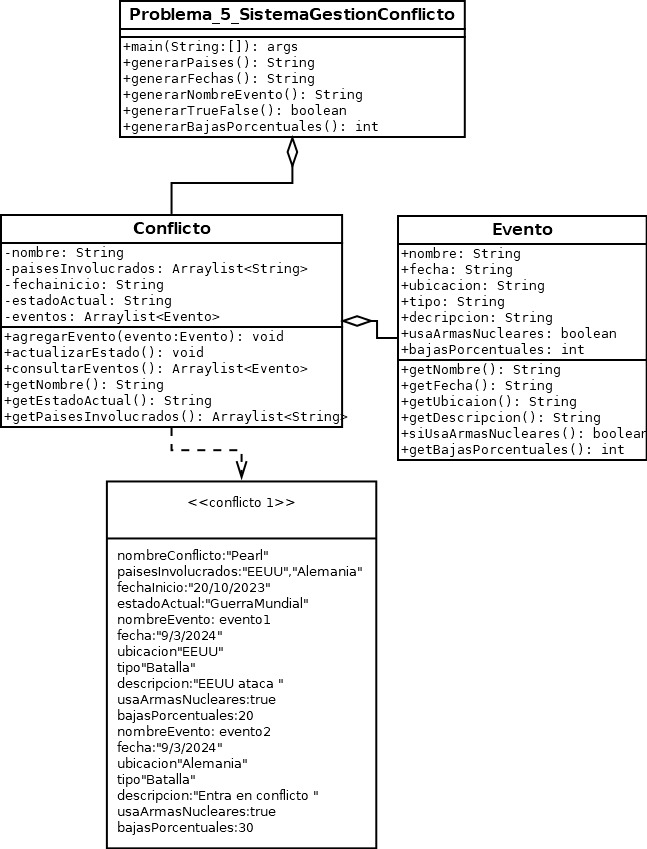 Problema_5_SistemaGestionConflicto
+main(String:[]): args
+generarPaises(): String
+generarFechas(): String
+generarNombreEvento(): String
+generarTrueFalse(): boolean
+generarBajasPorcentuales(): int
Conflicto
-nombre: String
-paisesInvolucrados: Arraylist<String>
-fechainicio: String
-estadoActual: String
-eventos: Arraylist<Evento>
+agregarEvento(evento:Evento): void
+actualizarEstado(): void
+consultarEventos(): Arraylist<Evento>
+getNombre(): String
+getEstadoActual(): String
+getPaisesInvolucrados(): Arraylist<String>
Evento
+nombre: String
+fecha: String
+ubicacion: String
+tipo: String
+decripcion: String
+usaArmasNucleares: boolean
+bajasPorcentuales: int
+getNombre(): String
+getFecha(): String
+getUbicaion(): String
+getDescripcion(): String
+siUsaArmasNucleares(): boolean
+getBajasPorcentuales(): int
<<conflicto 1>>
nombreConflicto:"Pearl"
paisesInvolucrados:"EEUU","Alemania"
fechaInicio:"20/10/2023"
estadoActual:"GuerraMundial"
nombreEvento: evento1
fecha:"9/3/2024"
ubicacion"EEUU"
tipo"Batalla"
descripcion:"EEUU ataca "
usaArmasNucleares:true
bajasPorcentuales:20
nombreEvento: evento2
fecha:"9/3/2024"
ubicacion"Alemania"
tipo"Batalla"
descripcion:"Entra en conflicto "
usaArmasNucleares:true
bajasPorcentuales:30